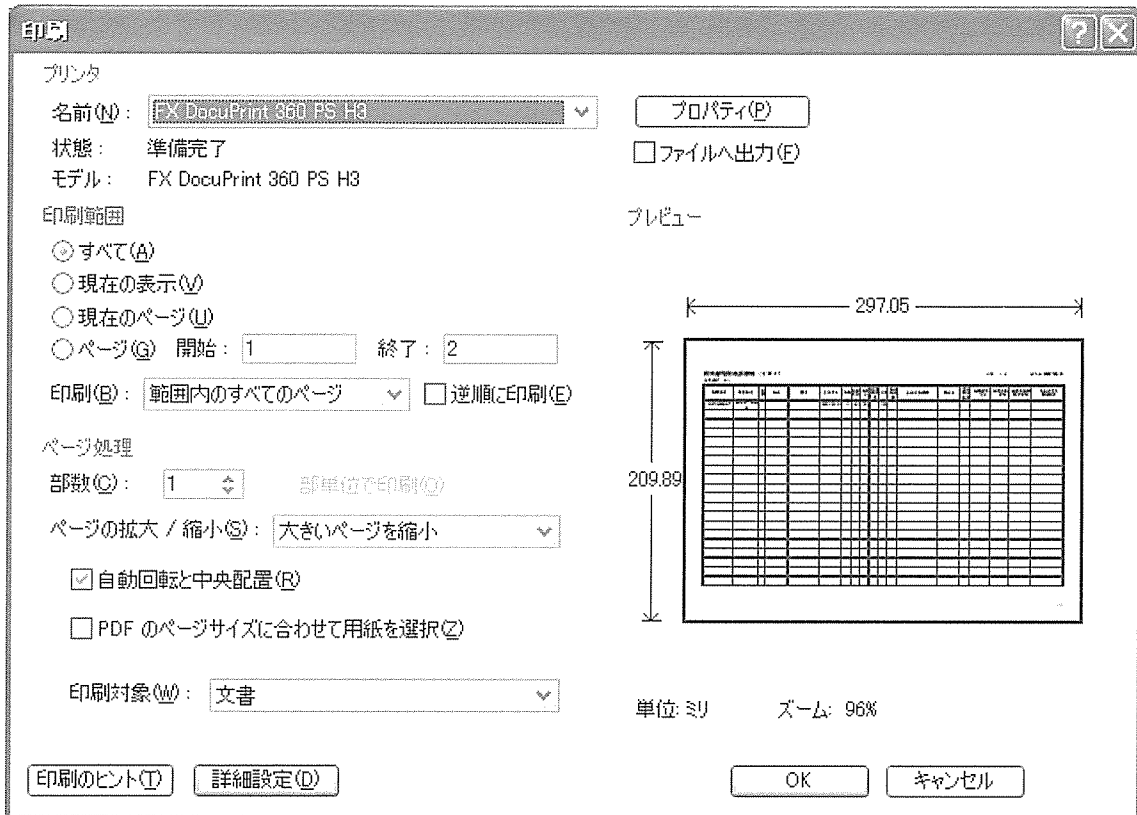 印刷
プリンタ
名前(N)： FX DocuPrint 360 PS H3
プロパティ(P)
状態： 準備完了
ファイルへ出力(F)
モデル： FX DocuPrint 360 PS H3
印刷範囲
プレビュー
すべて(A)
現在の表示(V)
現在のページ(U)
ページ(G) 開始： 1 終了： 2
印刷(B)： 範囲内のすべてのページ 逆順に印刷(E)
297.05
209.89
ページ処理
部数(C)： 1 部単位で印刷(O)
ページの拡大 / 縮小(S)： 大きいページを縮小
自動回転と中央配置(R)
PDF のページサイズに合わせて用紙を選択(Z)
印刷対象(W)： 文書
単位: ミリ ズーム: 96%
印刷のヒント(T) 詳細設定(D) OK キャンセル